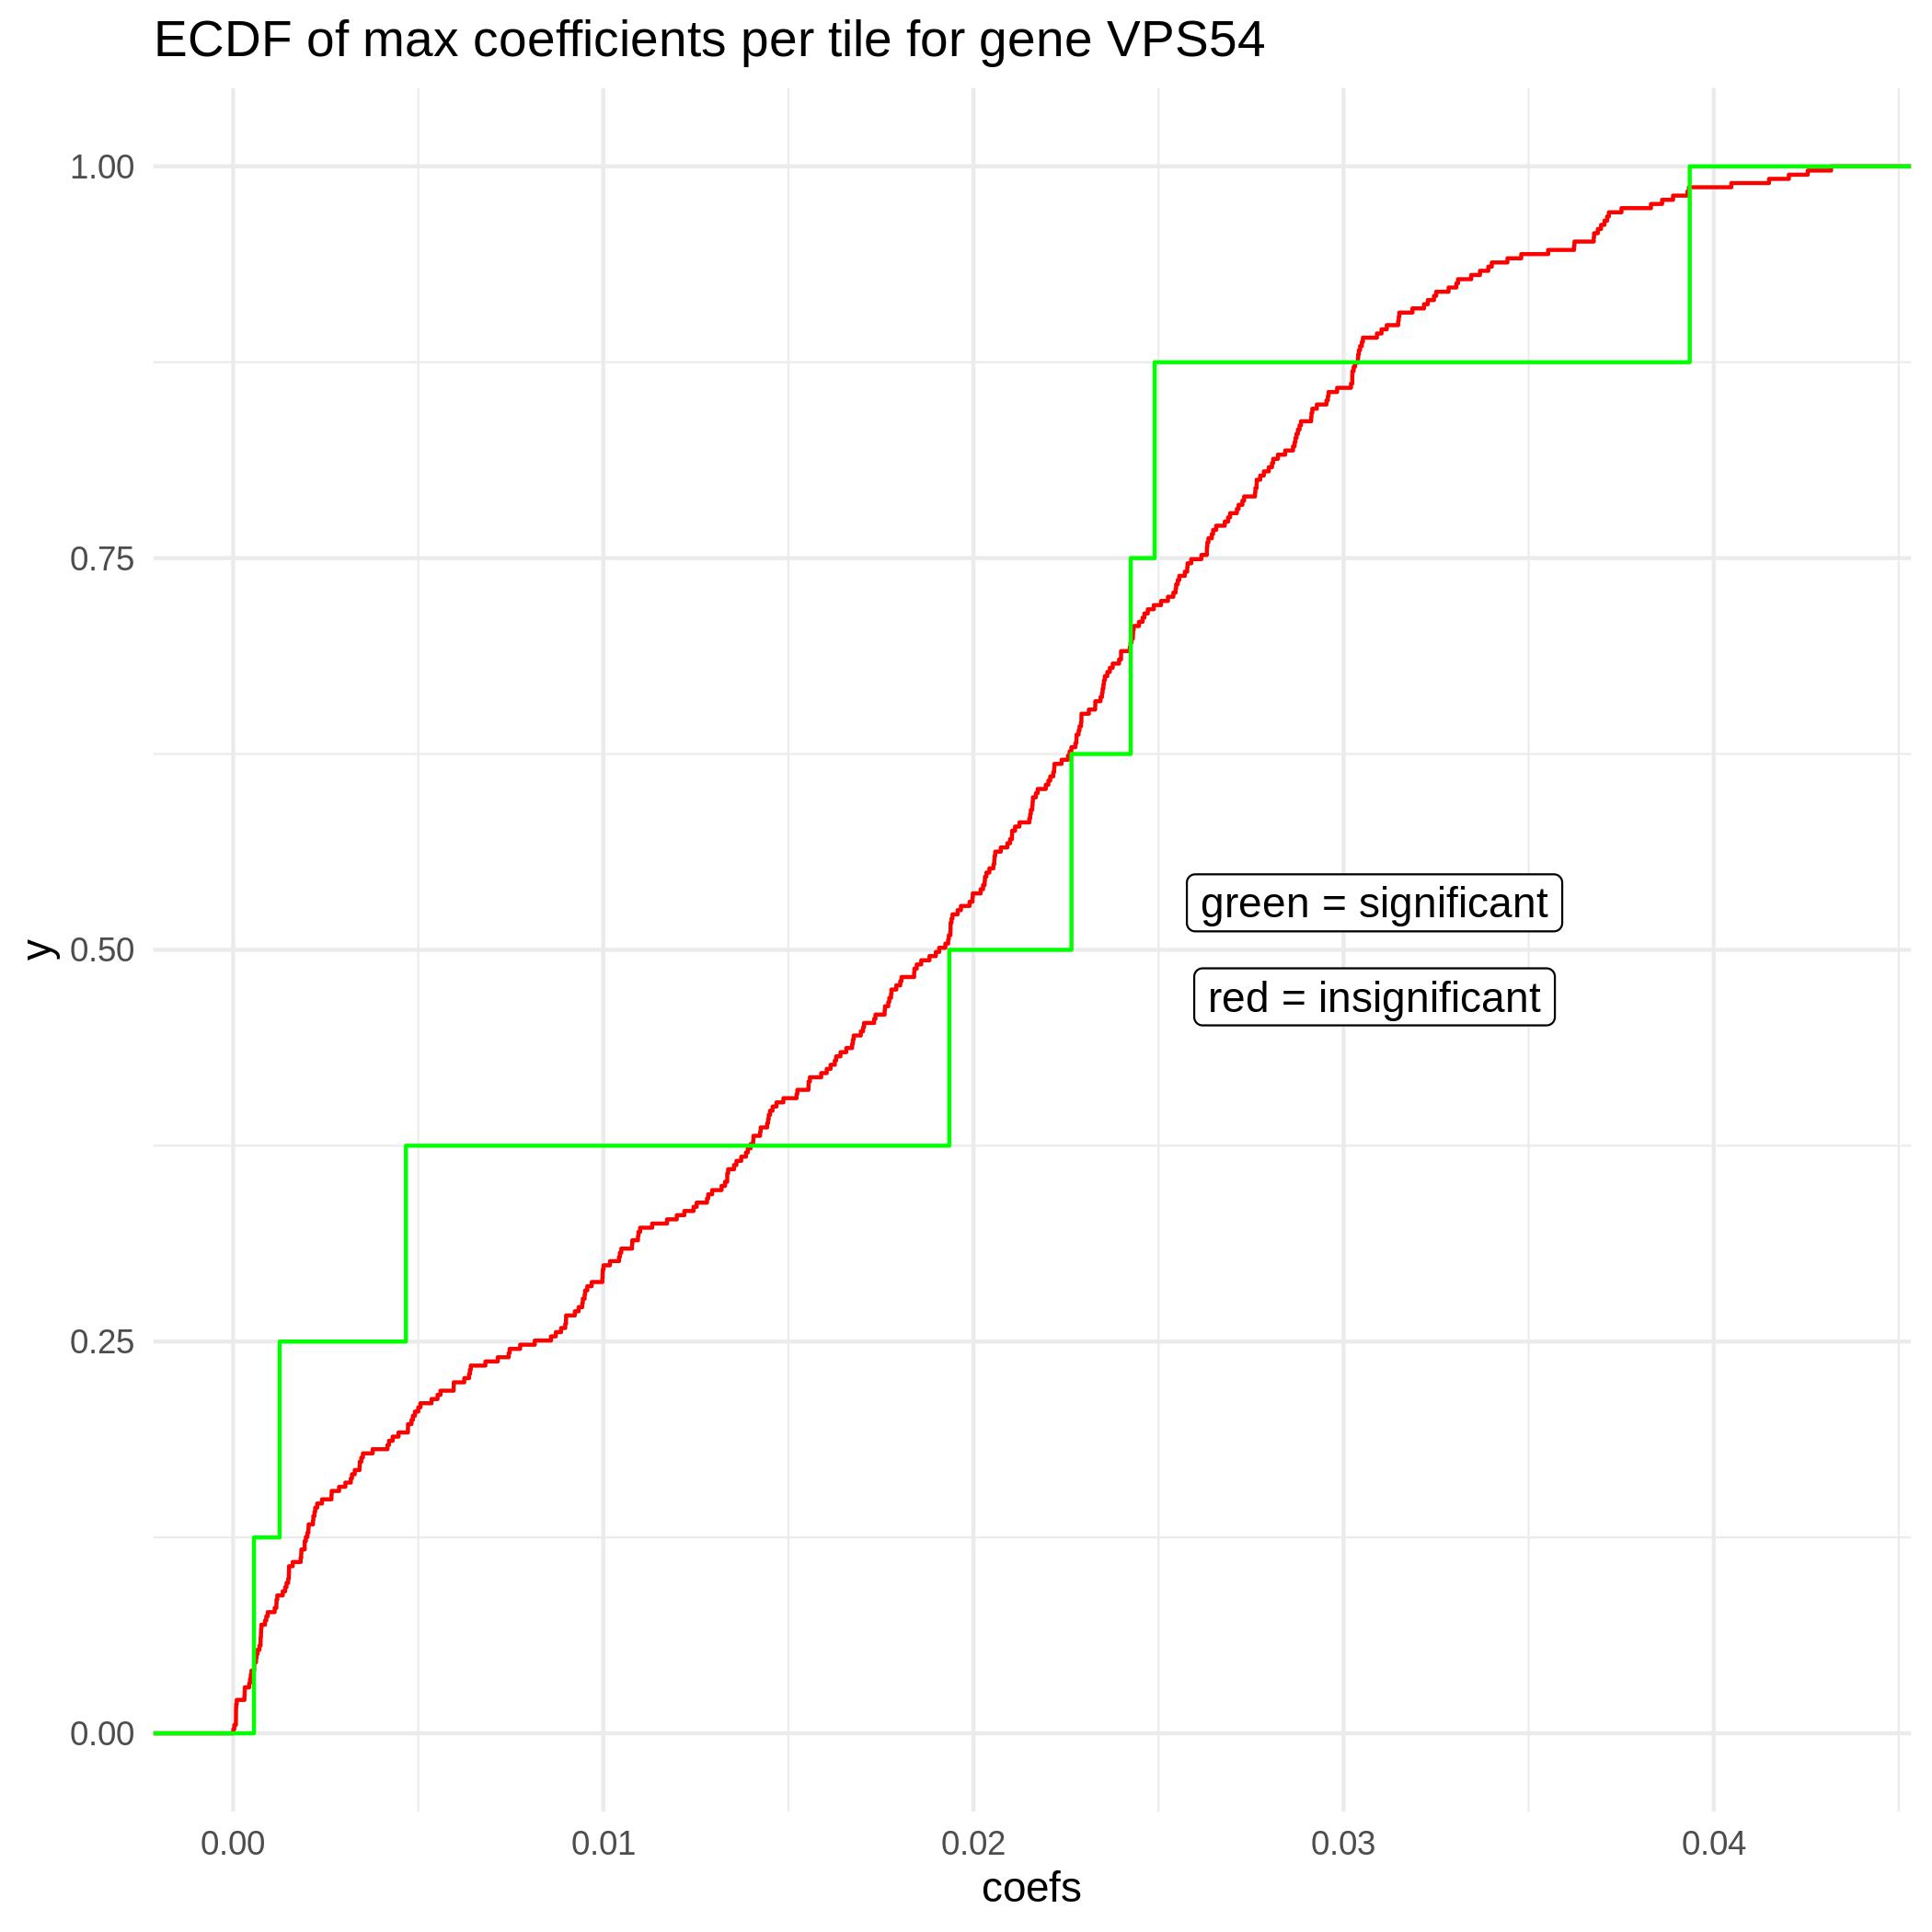 ECDF of max coefficients per tile for gene VPS54
1.00
0.75
0.50
0.25
0.00
y
green = significant
red = insignificant
0.00 0.01 0.02 0.03 0.04
coefs